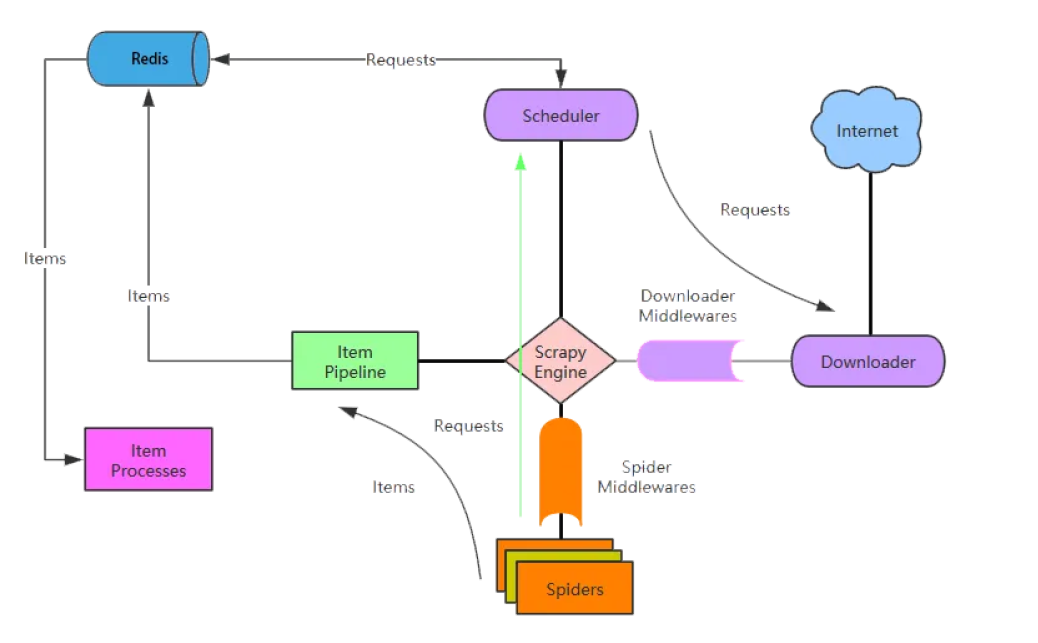 Redis
Requests
Scheduler
Internet
Requests
Items
Items
Downloader
Middlewares
Item
Pipeline
Scrapy
Engine
Downloader
Requests
Item
Processes
Items
Spider
Middlewares
Spiders